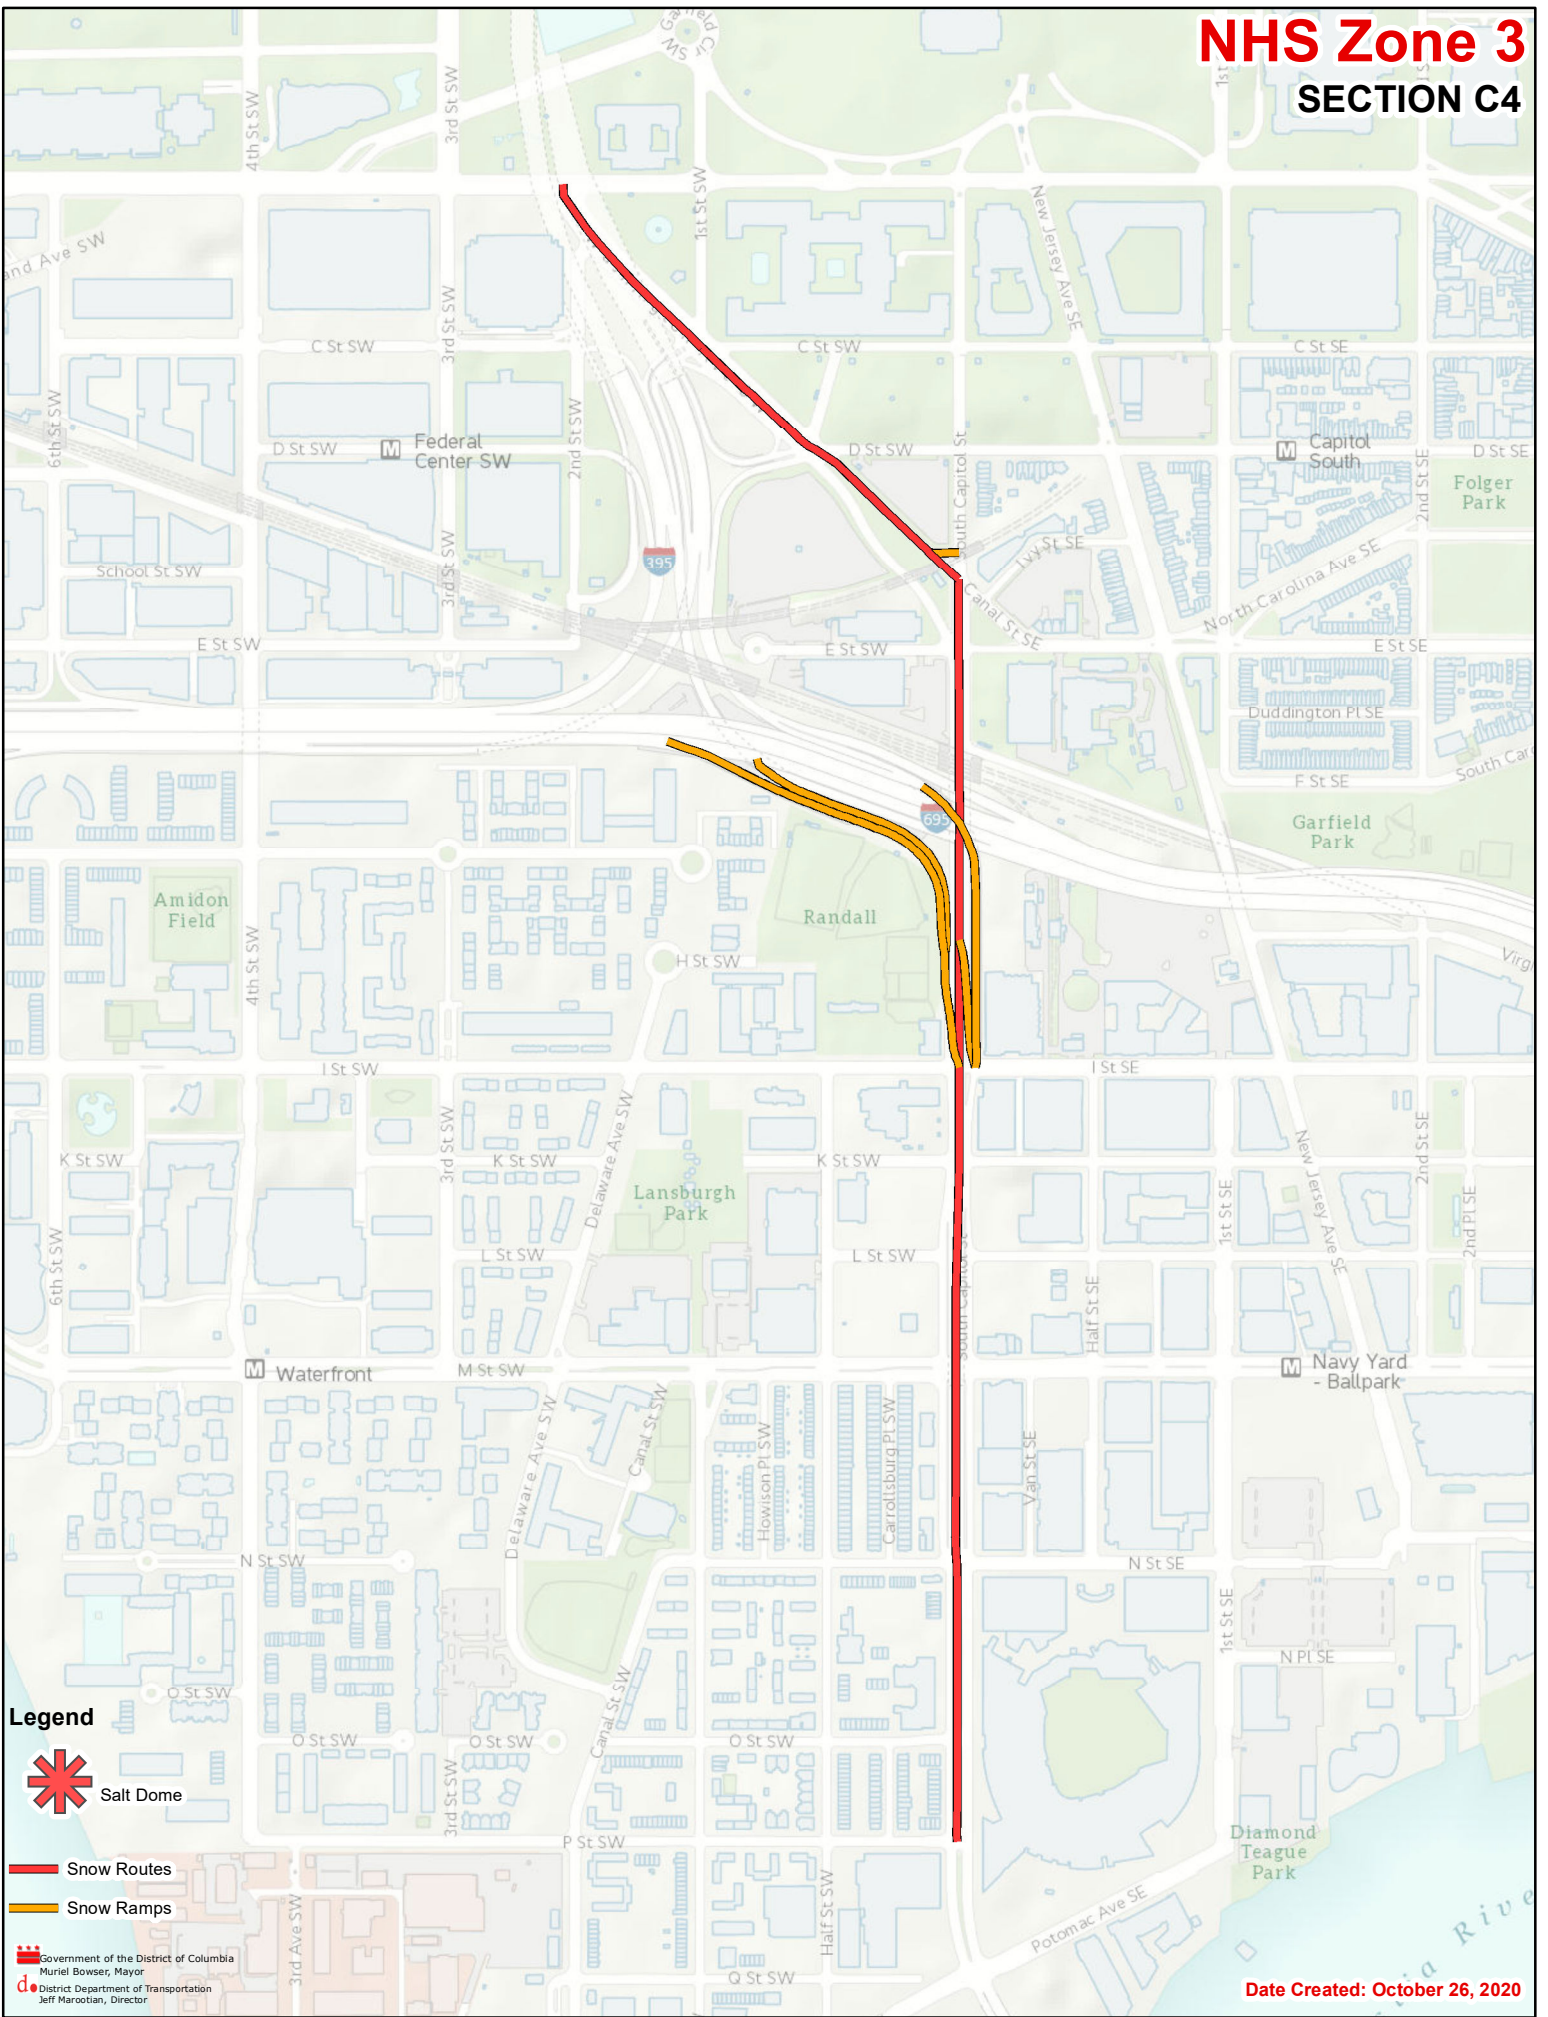 NHS Zone 3
SECTION C4
4th St SW
3rd St SW
1st St SW
New Jersey Ave SE
and Ave SW
3rd St SW
C St SW
C St SW
C St SE
6th St SW
D St SW
Federal
Center SW
2nd St SW
D St SW
South Capitol St
Capitol
South
2nd St SE
D St SE
Folger
Park
School St SW
3rd St SW
395
Ivy St SE
North Carolina Ave SE
Canal St SE
E St SW
E St SW
E St SE
Duddington Pl SE
F St SE
695
Garfield
Park
Amidon
Field
Randall
4th St SW
H St SW
I St SW
I St SE
3rd St SW
Delaware Ave SW
K St SW
K St SW
K St SW
New Jersey Ave SE
2nd St SE
Lansburgh
Park
1st St SE
2nd Pl SE
6th St SW
L St SW
L St SW
South Capitol St
Half St SE
Waterfront
M St SW
Navy Yard
- Ballpark
Delaware Ave SW
Canal St SW
Howison Pl SW
Carrollsburg Pl SW
Van St SE
N St SW
N St SE
1st St SE
N Pl SE
O St SW
Canal St SW
Legend
O St SW
O St SW
O St SW
Salt Dome
3rd St SW
P St SW
Diamond
Teague
Park
Snow Routes
Snow Ramps
3rd Ave SW
Half St SW
Potomac Ave SE
Q St SW
Government of the District of Columbia
Muriel Bowser, Mayor
d.
District Department of Transportation
Jeff Marootian, Director
Date Created: October 26, 2020